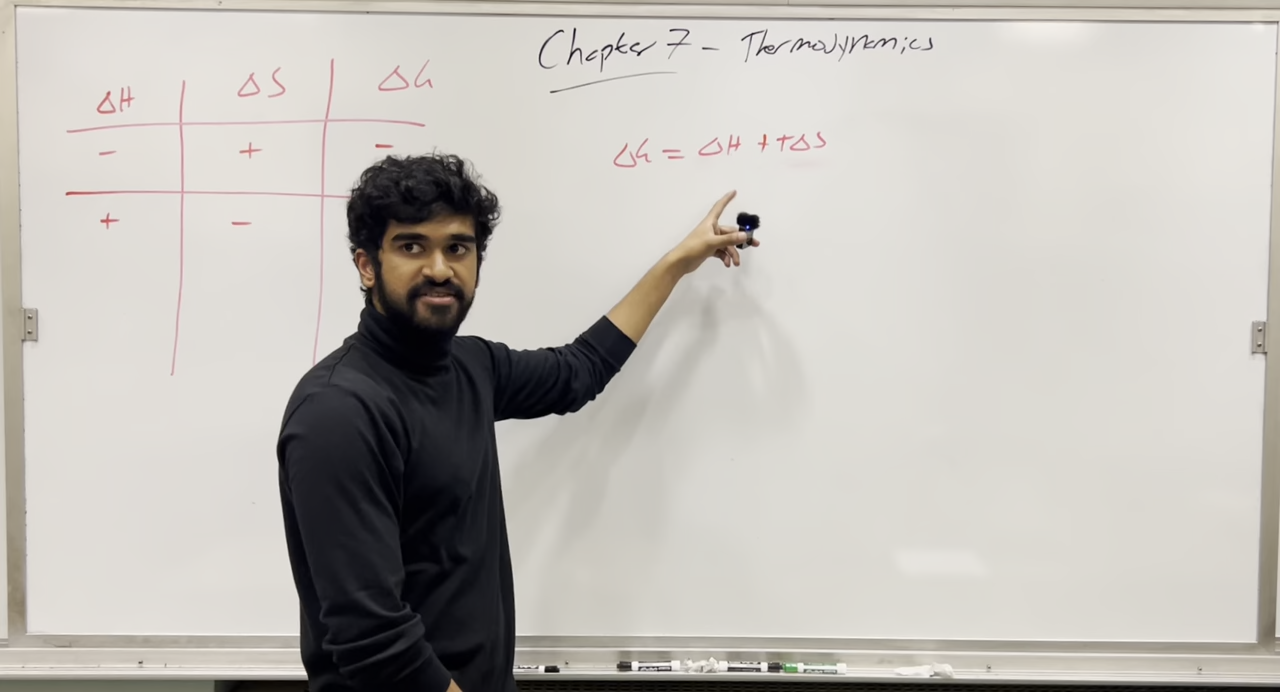 Chapter 7 - Thermodynamics
ΔH ΔS ΔG
- + -
+ -
ΔG = ΔH + TΔS